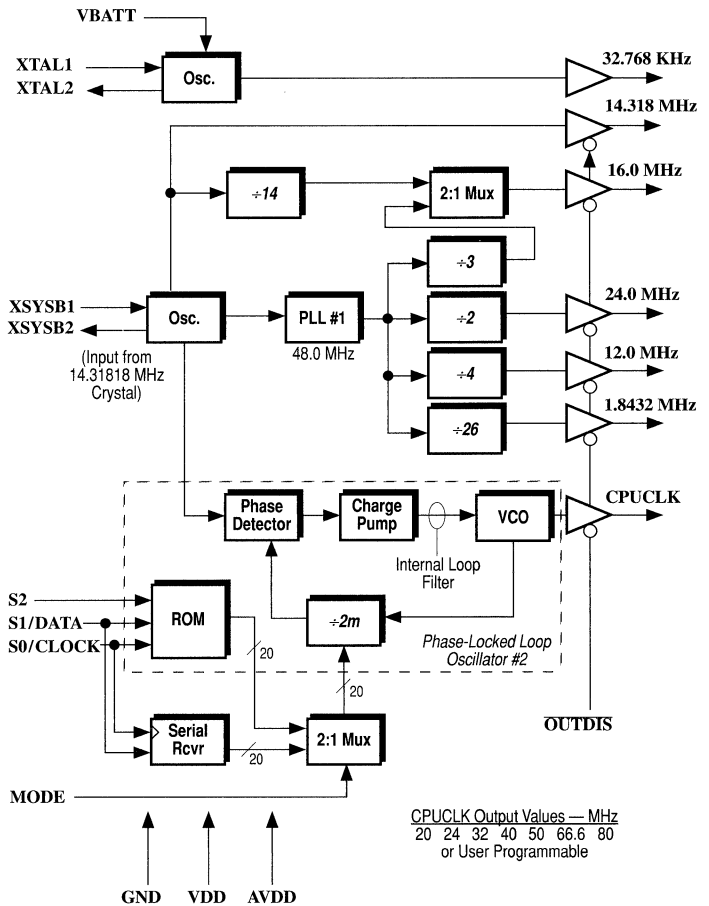 VBATT
XTAL1
XTAL2
Osc.
32.768 KHz
14.318 MHz
÷14
2:1 Mux
16.0 MHz
÷3
XSYSB1
XSYSB2
Osc.
(Input from
14.31818 MHz
Crystal)
PLL #1
48.0 MHz
÷2
24.0 MHz
÷4
12.0 MHz
÷26
1.8432 MHz
Phase
Detector
Charge
Pump
Internal Loop
Filter
VCO
CPUCLK
S2
S1/DATA
S0/CLOCK
ROM
20
÷2m
Phase-Locked Loop
Oscillator #2
20
Serial
Rcvr
20
2:1 Mux
OUTDIS
MODE
CPUCLK Output Values — MHz
20 24 32 40 50 66.6 80
or User Programmable
GND VDD AVDD